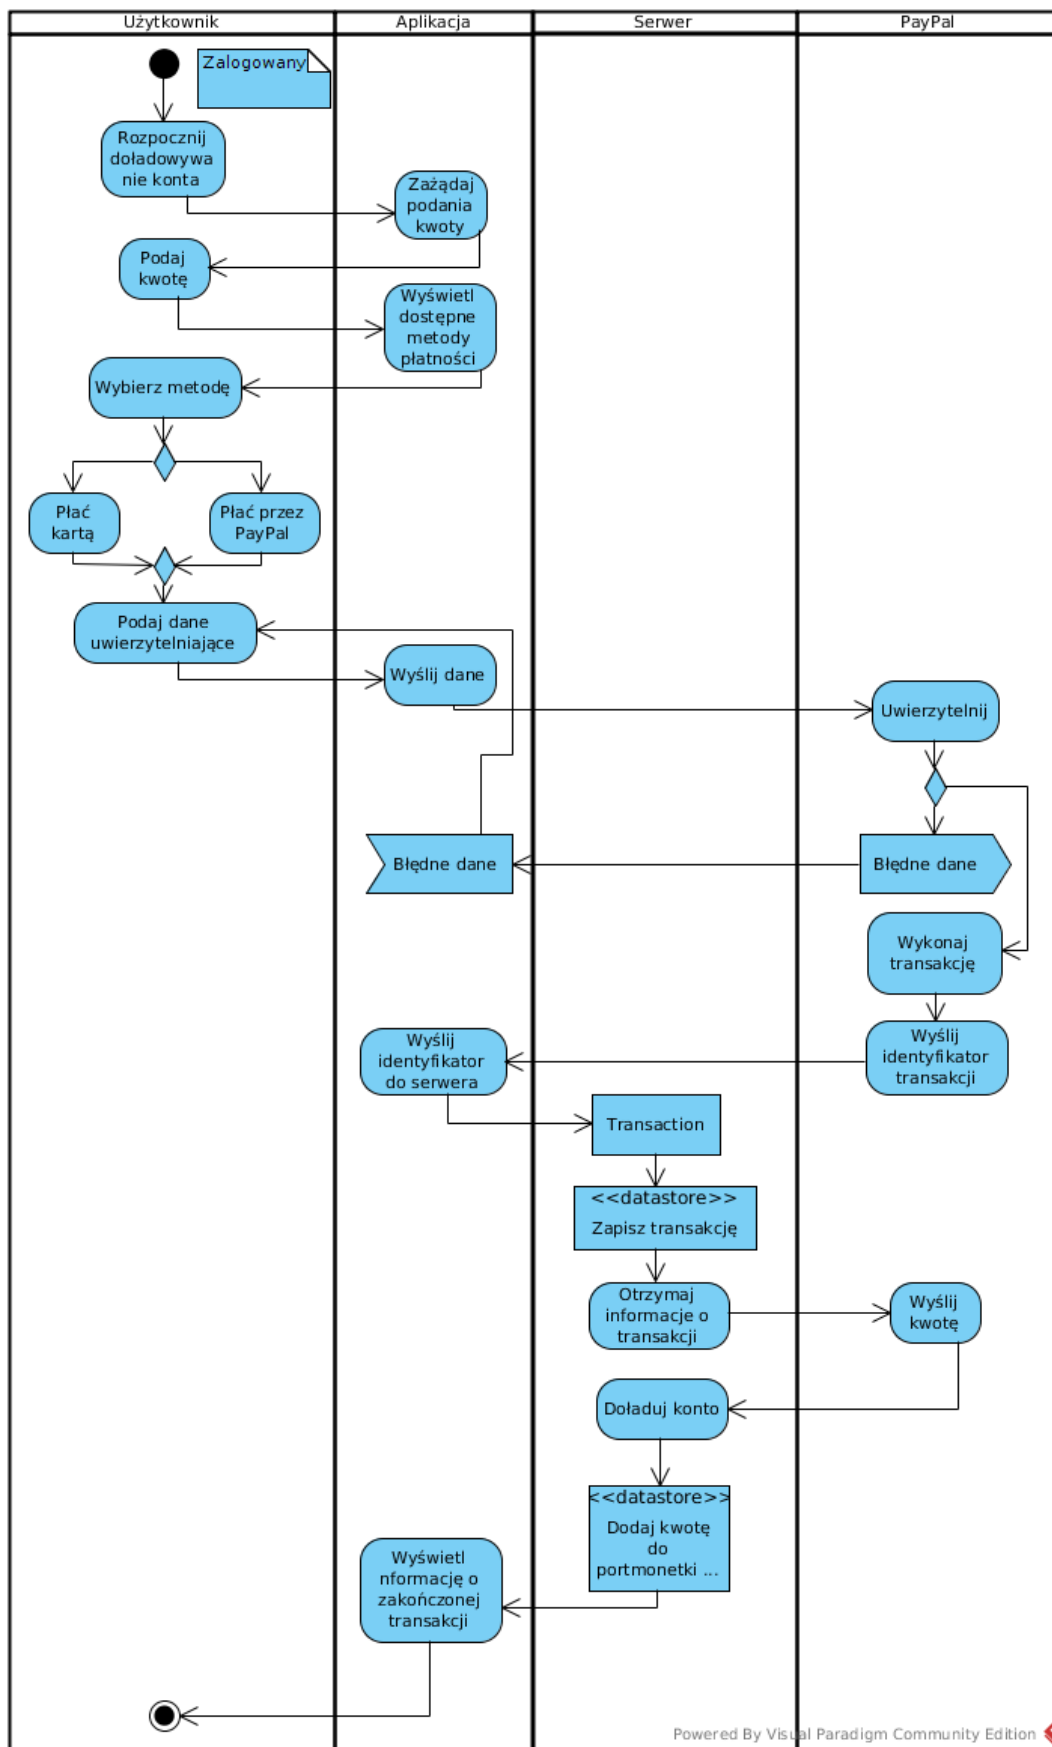 Użytkownik
Aplikacja
Serwer
PayPal
Zalogowany
Rozpocznij
doładowywa
nie konta
Zażądaj
podania
kwoty
Podaj
kwotę
Wyświetl
dostępne
metody
płatności
Wybierz metodę
Płać
kartą
Płać przez
PayPal
Podaj dane
uwierzytelniające
Wyślij dane
Uwierzytelnij
Błędne dane
Błędne dane
Wykonaj
transakcję
Wyślij
identyfikator
do serwera
Wyślij
identyfikator
transakcji
Transaction
<<datastore>>
Zapisz transakcję
Otrzymaj
informacje o
transakcji
Wyślij
kwotę
Doładuj konto
<<datastore>>
Dodaj kwotę
do
portmonetki ...
Wyświetl
nformację o
zakończonej
transakcji
Powered By Visual Paradigm Community Edition